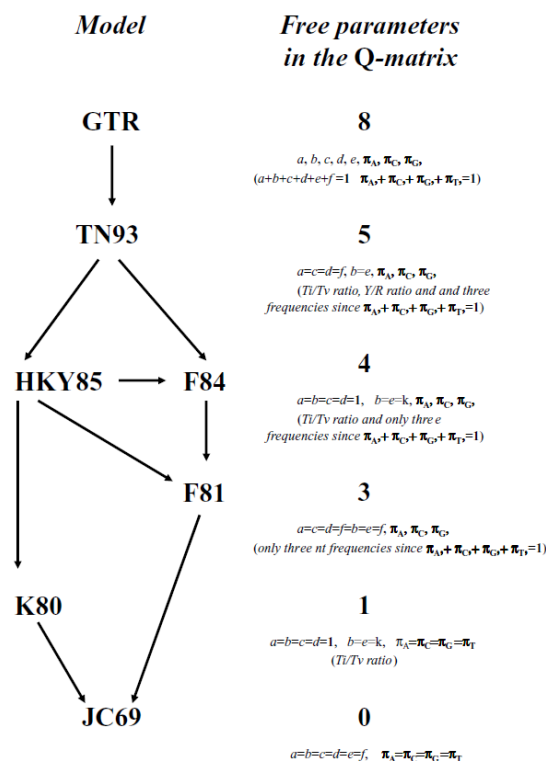 Model Free parameters
in the Q-matrix
GTR 8
a, b, c, d, e, πA, πC, πG,
(a+b+c+d+e+f =1 πA,+ πC,+ πG,+ πT,=1)
TN93 5
a=c=d=f, b=e, πA, πC, πG,
(Ti/Tv ratio, Y/R ratio and and three
frequencies since πA,+ πC,+ πG,+ πT,=1)
HKY85 F84 4
a=b=c=d=1, b=e=k, πA, πC, πG,
(Ti/Tv ratio and only three
frequencies since πA,+ πC,+ πG,+ πT,=1)
F81 3
a=c=d=f=b=e=f, πA, πC, πG,
(only three nt frequencies since πA,+ πC,+ πG,+ πT,=1)
K80 1
a=b=c=d=1, b=e=k, πA=πC=πG=πT
(Ti/Tv ratio)
JC69 0
a=b=c=d=e=f, πA=πC=πG=πT